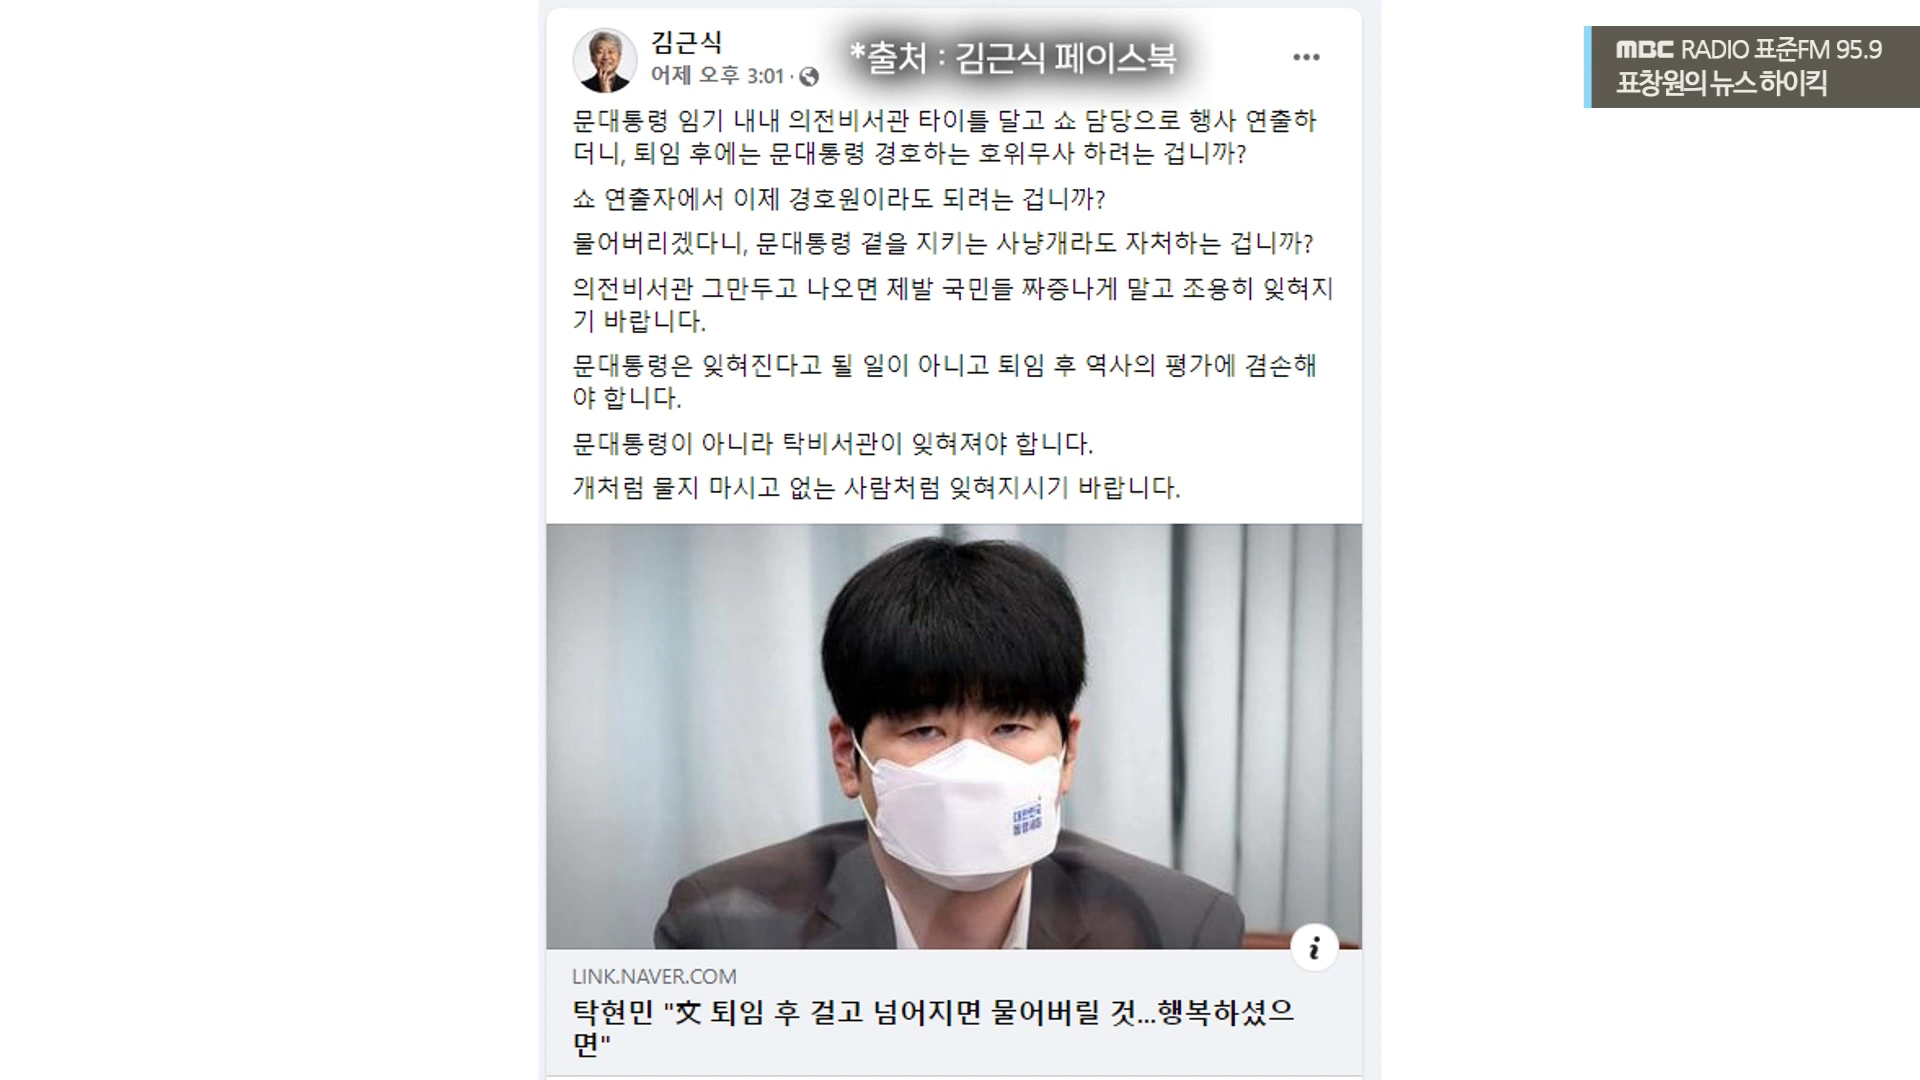 김근식
어제 오후 3:01 ·
*출처 : 김근식 페이스북
MBC RADIO 표준FM 95.9
표창원의 뉴스 하이킥
문대통령 임기 내내 의전비서관 타이틀 달고 쇼 담당으로 행사 연출하
더니, 퇴임 후에는 문대통령 경호하는 호위무사 하려는 겁니까?
쇼 연출자에서 이제 경호원이라도 되려는 겁니까?
물어버리겠다니, 문대통령 곁을 지키는 사냥개라도 자처하는 겁니까?
의전비서관 그만두고 나오면 제발 국민들 짜증나게 말고 조용히 잊혀지
기 바랍니다.
문대통령은 잊혀진다고 될 일이 아니고 퇴임 후 역사의 평가에 겸손해
야 합니다.
문대통령이 아니라 탁비서관이 잊혀져야 합니다.
개처럼 물지 마시고 없는 사람처럼 잊혀지시기 바랍니다.
대한민국
LINK.NAVER.COM
탁현민 "文 퇴임 후 걸고 넘어지면 물어버릴 것...행복하셨으
면"